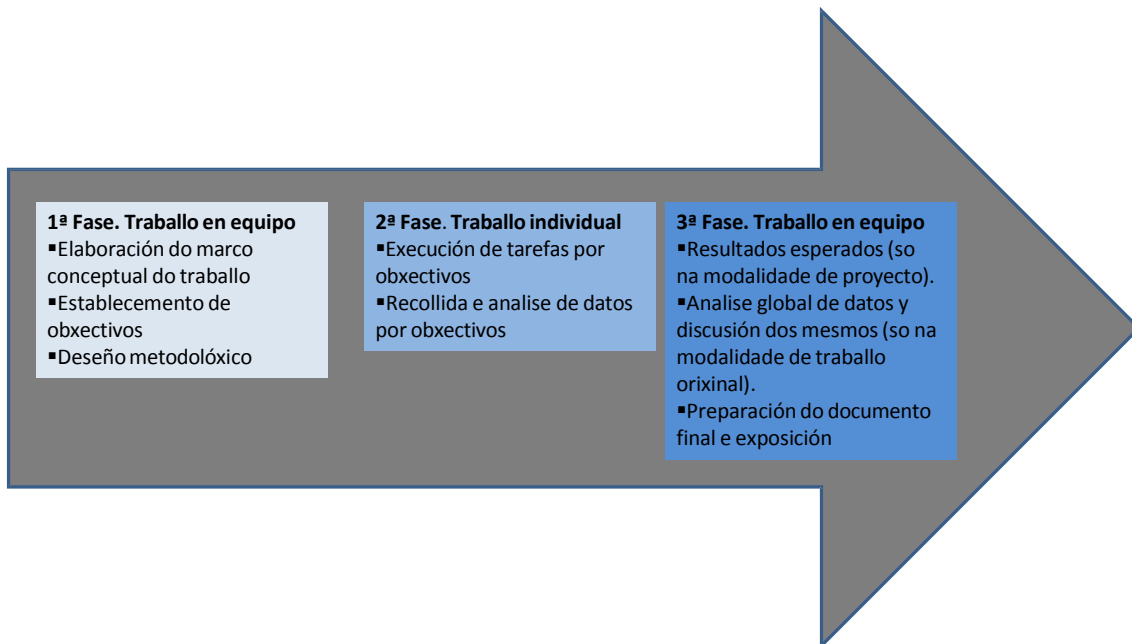 1ª Fase. Traballo en equipo
▪Elaboración do marco
conceptual do traballo
▪Establecemento de
obxectivos
▪Deseño metodolóxico
2ª Fase. Traballo individual
▪Execución de tarefas por
obxectivos
▪Recollida e analise de datos
por obxectivos
3ª Fase. Traballo en equipo
▪Resultados esperados (so
na modalidade de proyecto).
▪Analise global de datos y
discusión dos mesmos (so na
modalidade de traballo
orixinal).
▪Preparación do documento
final e exposición